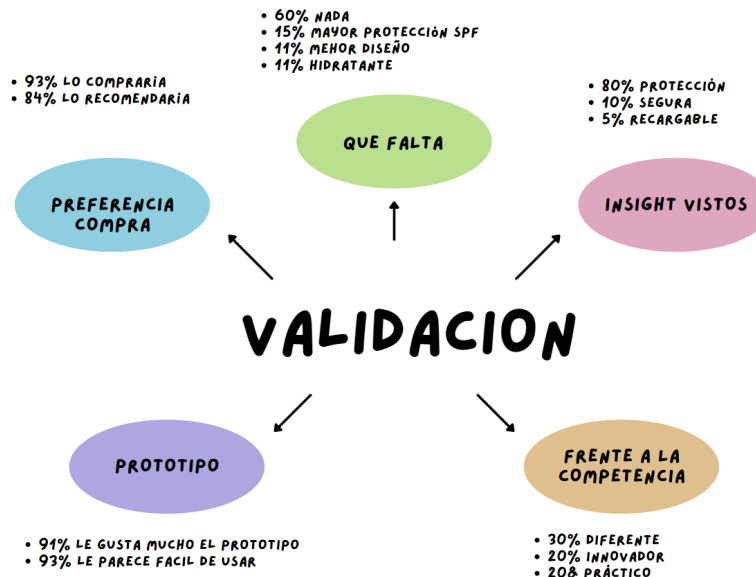 • 60% NADA
• 15% MAYOR PROTECCIÓN SPF
• 11% MEHOR DISEÑO
• 11% HIDRATANTE
• 93% LO COMPRARIA
• 84% LO RECOMENDARIA
• 80% PROTECCIÓN
• 10% SEGURA
• 5% RECARGABLE
QUE FALTA
PREFERENCIA
COMPRA
INSIGHT VISTOS
VALIDACION
PROTOTIPO
FRENTE A LA
COMPETENCIA
• 91% LE GUSTA MUCHO EL PROTOTIPO
• 93% LE PARECE FACIL DE USAR
• 30% DIFERENTE
• 20% INNOVADOR
• 20& PRÁCTICO